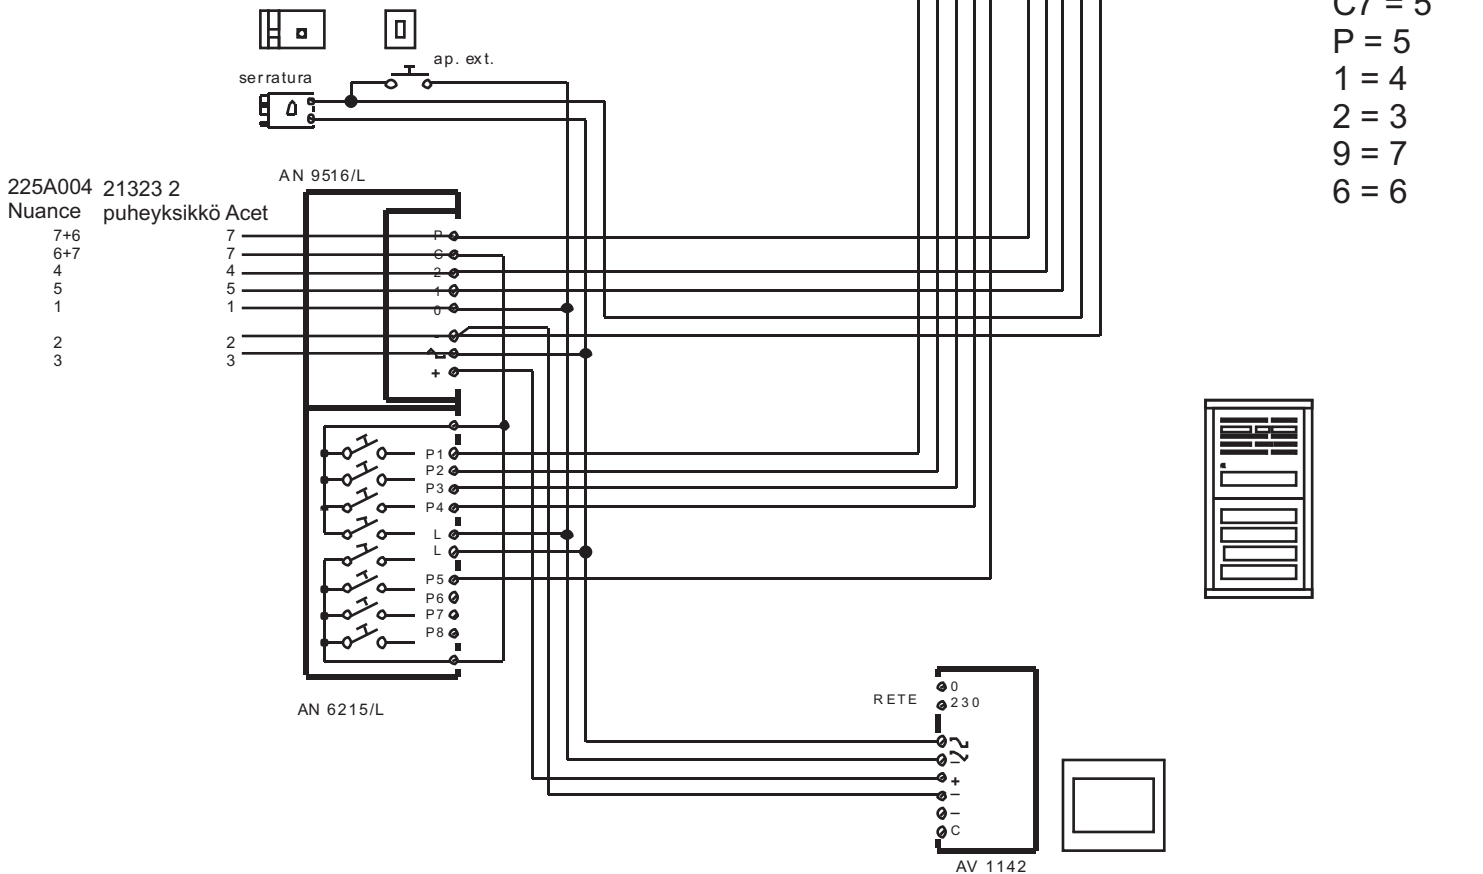 C7 = 5
P = 5
1 = 4
2 = 3
9 = 7
6 = 6
ap. ext.
serratura
AN 9516/L
225A004 21323 2
Nuance puheyksikkö Acet
7+6 7 P
6+7 7 C
4 4 2
5 5 1
1 1 0
2 2 -
3 3
+
P1
P2
P3
P4
L
L
P5
P6
P7
P8
AN 6215/L
RETE
0
230
–
+
–
–
C
AV 1142